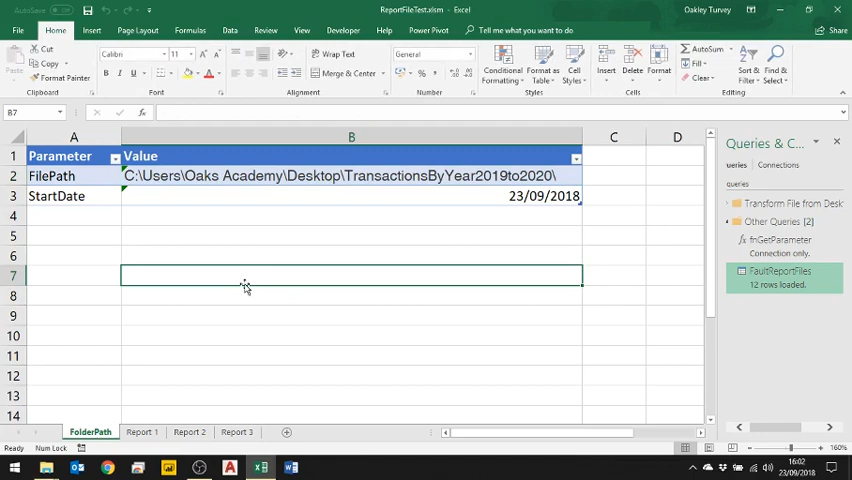 AutoSave Off
ReportFileTest.xlsm - Excel
Oakley Turvey
File Home Insert Page Layout Formulas Data Review View Developer Help Power Pivot Tell me what you want to do Share
Paste
Cut
Copy
Format Painter
Clipboard
Calibri 11
B I U
Font
Wrap Text
Merge & Center
Alignment
General
Number
Conditional Formatting
Format as Table
Cell Styles
Styles
Insert Delete Format
Cells
AutoSum
Fill
Clear
Sort & Filter
Find & Select
Editing
B7
A B C D
1 Parameter Value
2 FilePath C:\Users\Oaks Academy\Desktop\TransactionsByYear2019to2020\
3 StartDate 23/09/2018
4
5
6
7
8
9
10
11
12
13
14
Queries & C...
ueries Connections
queries
Transform File from Desk
Other Queries [2]
fnGetParameter
Connection only.
FaultReportFiles
12 rows loaded.
FolderPath Report 1 Report 2 Report 3
Ready Num Lock 160%
16:02
23/09/2018